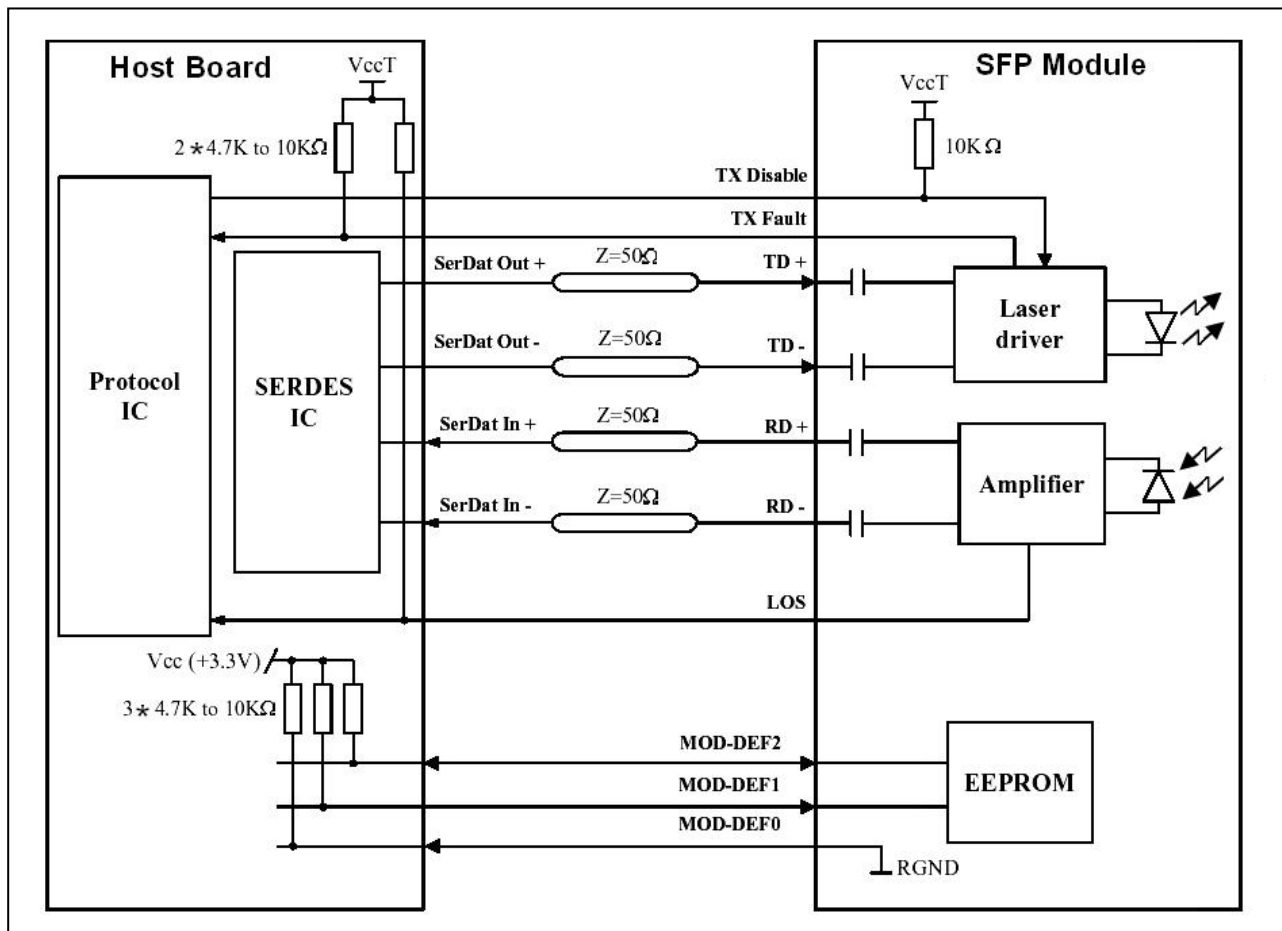 Host Board
VccT
2*4.7K to 10KΩ
SFP Module
VccT
10KΩ
TX Disable
TX Fault
SerDat Out +
Z=50Ω
TD +
SerDat Out -
Z=50Ω
TD -
Laser
driver
Protocol
IC
SERDES
IC
SerDat In +
Z=50Ω
RD +
SerDat In -
Z=50Ω
RD -
Amplifier
LOS
Vcc (+3.3V)
3*4.7K to 10KΩ
MOD-DEF2
MOD-DEF1
MOD-DEF0
EEPROM
RGND